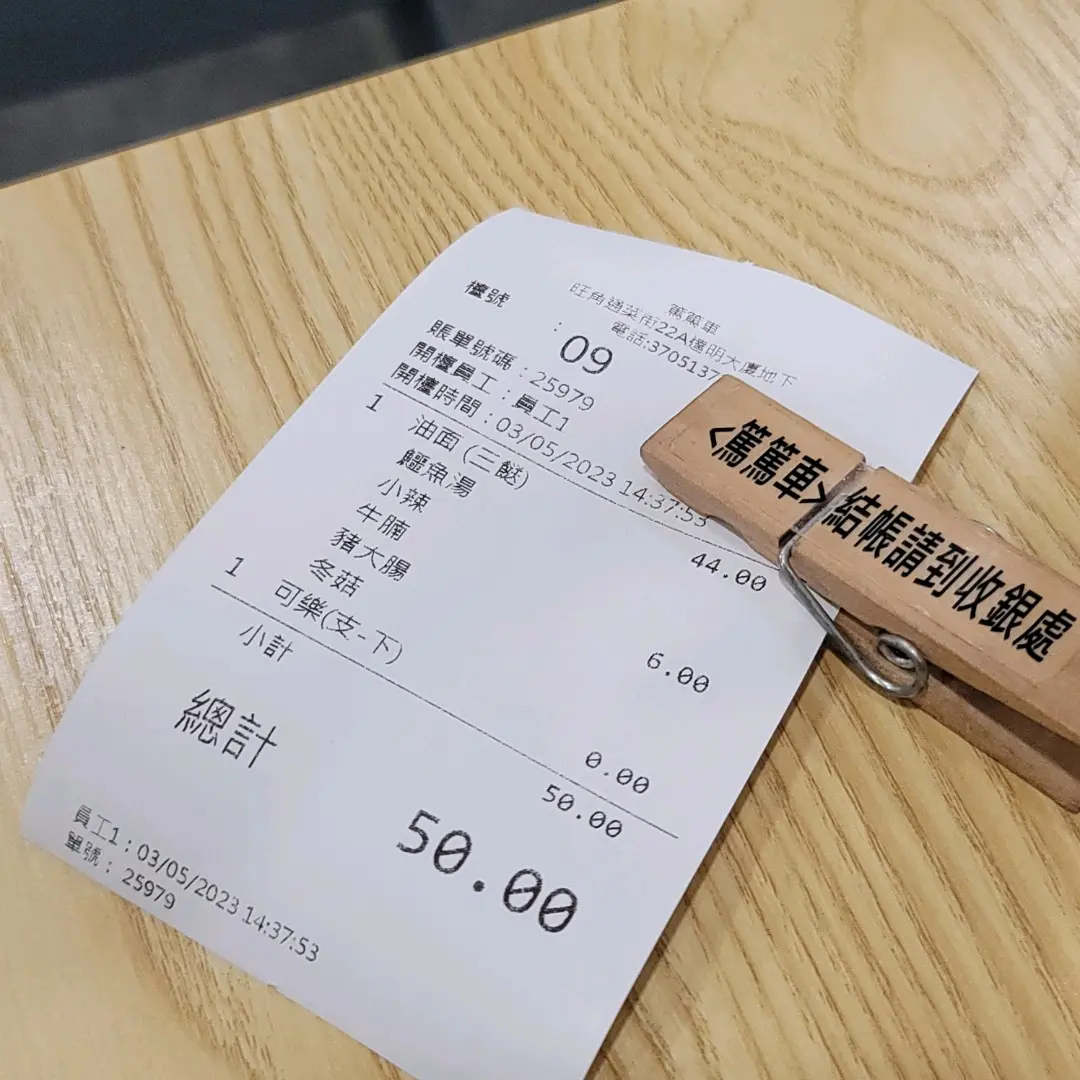 篤篤車
旺角通菜街22A禮明大廈地下
電話:3705137
檯號 : 09
賬單號碼 : 25979
開檯員工 : 員工1
開檯時間 : 03/05/2023 14:37:53
1 油面 (三餸) 44.00
鱷魚湯
小辣
牛腩
豬大腸
冬菇 6.00
1 可樂(支-下) 0.00
小計 50.00
總計 50.00
員工1 : 03/05/2023 14:37:53
單號 : 25979
<篤篤車>結帳請到收銀處